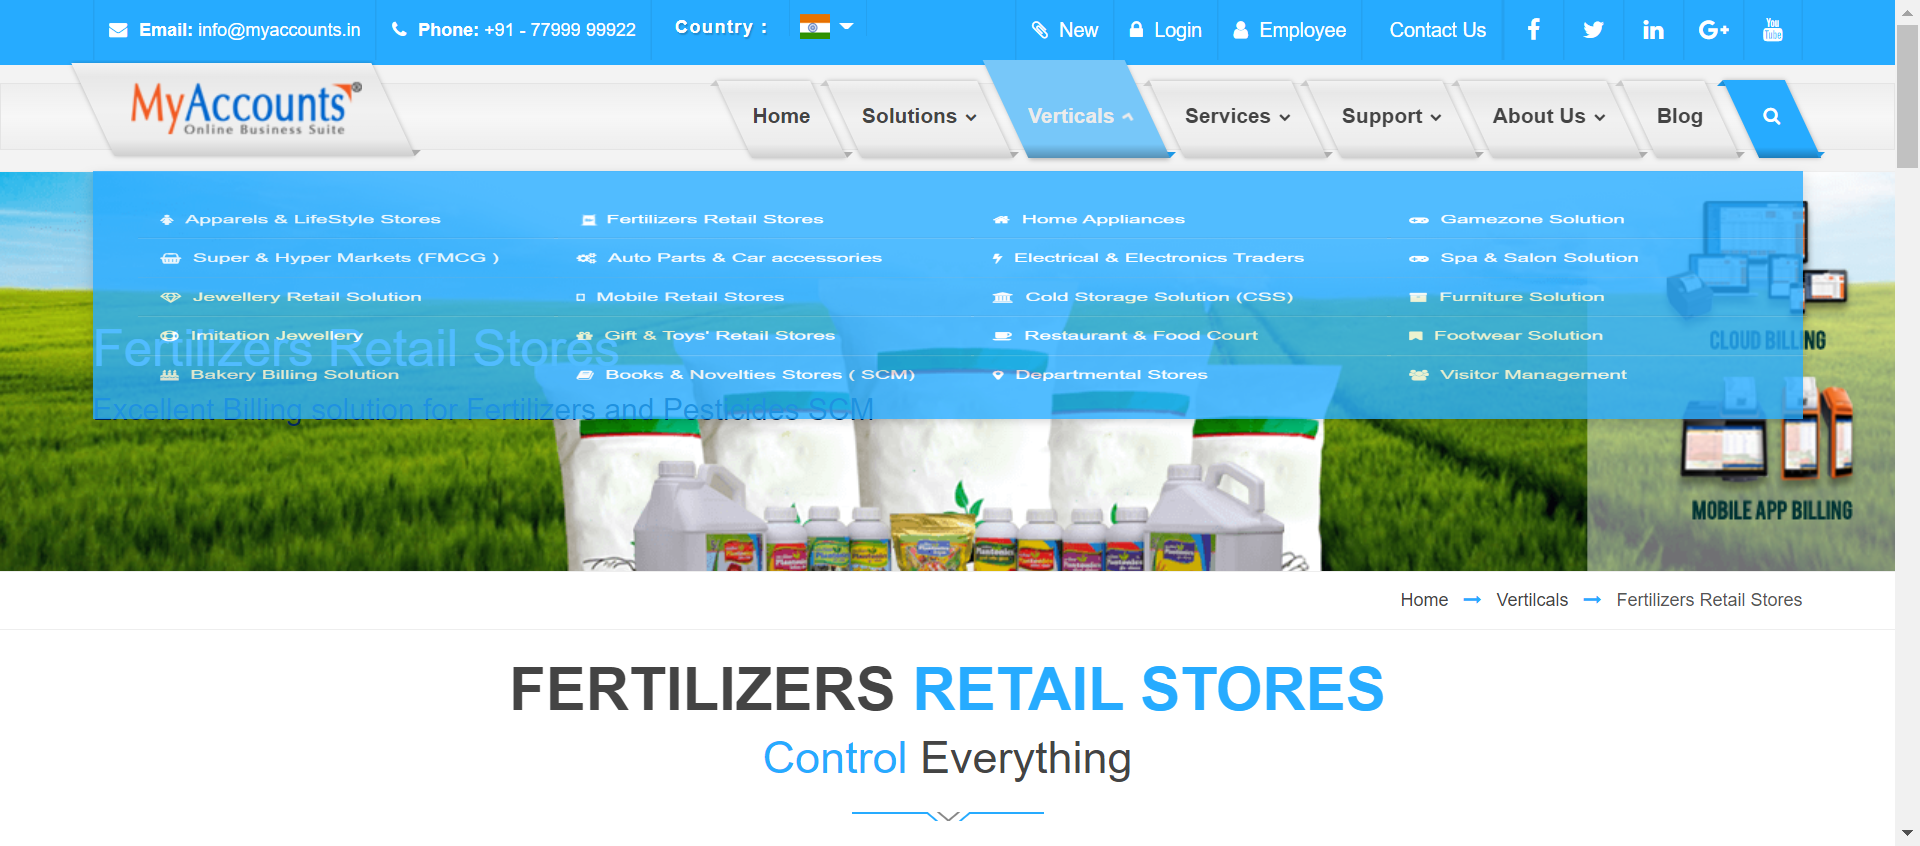 Email: info@myaccounts.in
Phone: +91 - 77999 99922
Country :
New
Login
Employee
Contact Us
You Tube
MyAccounts®
Online Business Suite
Home
Solutions
Verticals
Services
Support
About Us
Blog
Apparels & LifeStyle Stores
Fertilizers Retail Stores
Home Appliances
Gamezone Solution
Super & Hyper Markets (FMCG )
Auto Parts & Car accessories
Electrical & Electronics Traders
Spa & Salon Solution
Jewellery Retail Solution
Mobile Retail Stores
Cold Storage Solution (CSS)
Furniture Solution
Imitation Jewellery
Gift & Toys' Retail Stores
Restaurant & Food Court
Footwear Solution
Bakery Billing Solution
Books & Novelties Stores ( SCM)
Departmental Stores
Visitor Management
Fertilizers Retail Stores
Excellent Billing solution for Fertilizers and Pesticides SCM
CLOUD BILLING
MOBILE APP BILLING
Plantonics
Home
Vertilcals
Fertilizers Retail Stores
FERTILIZERS RETAIL STORES
Control Everything